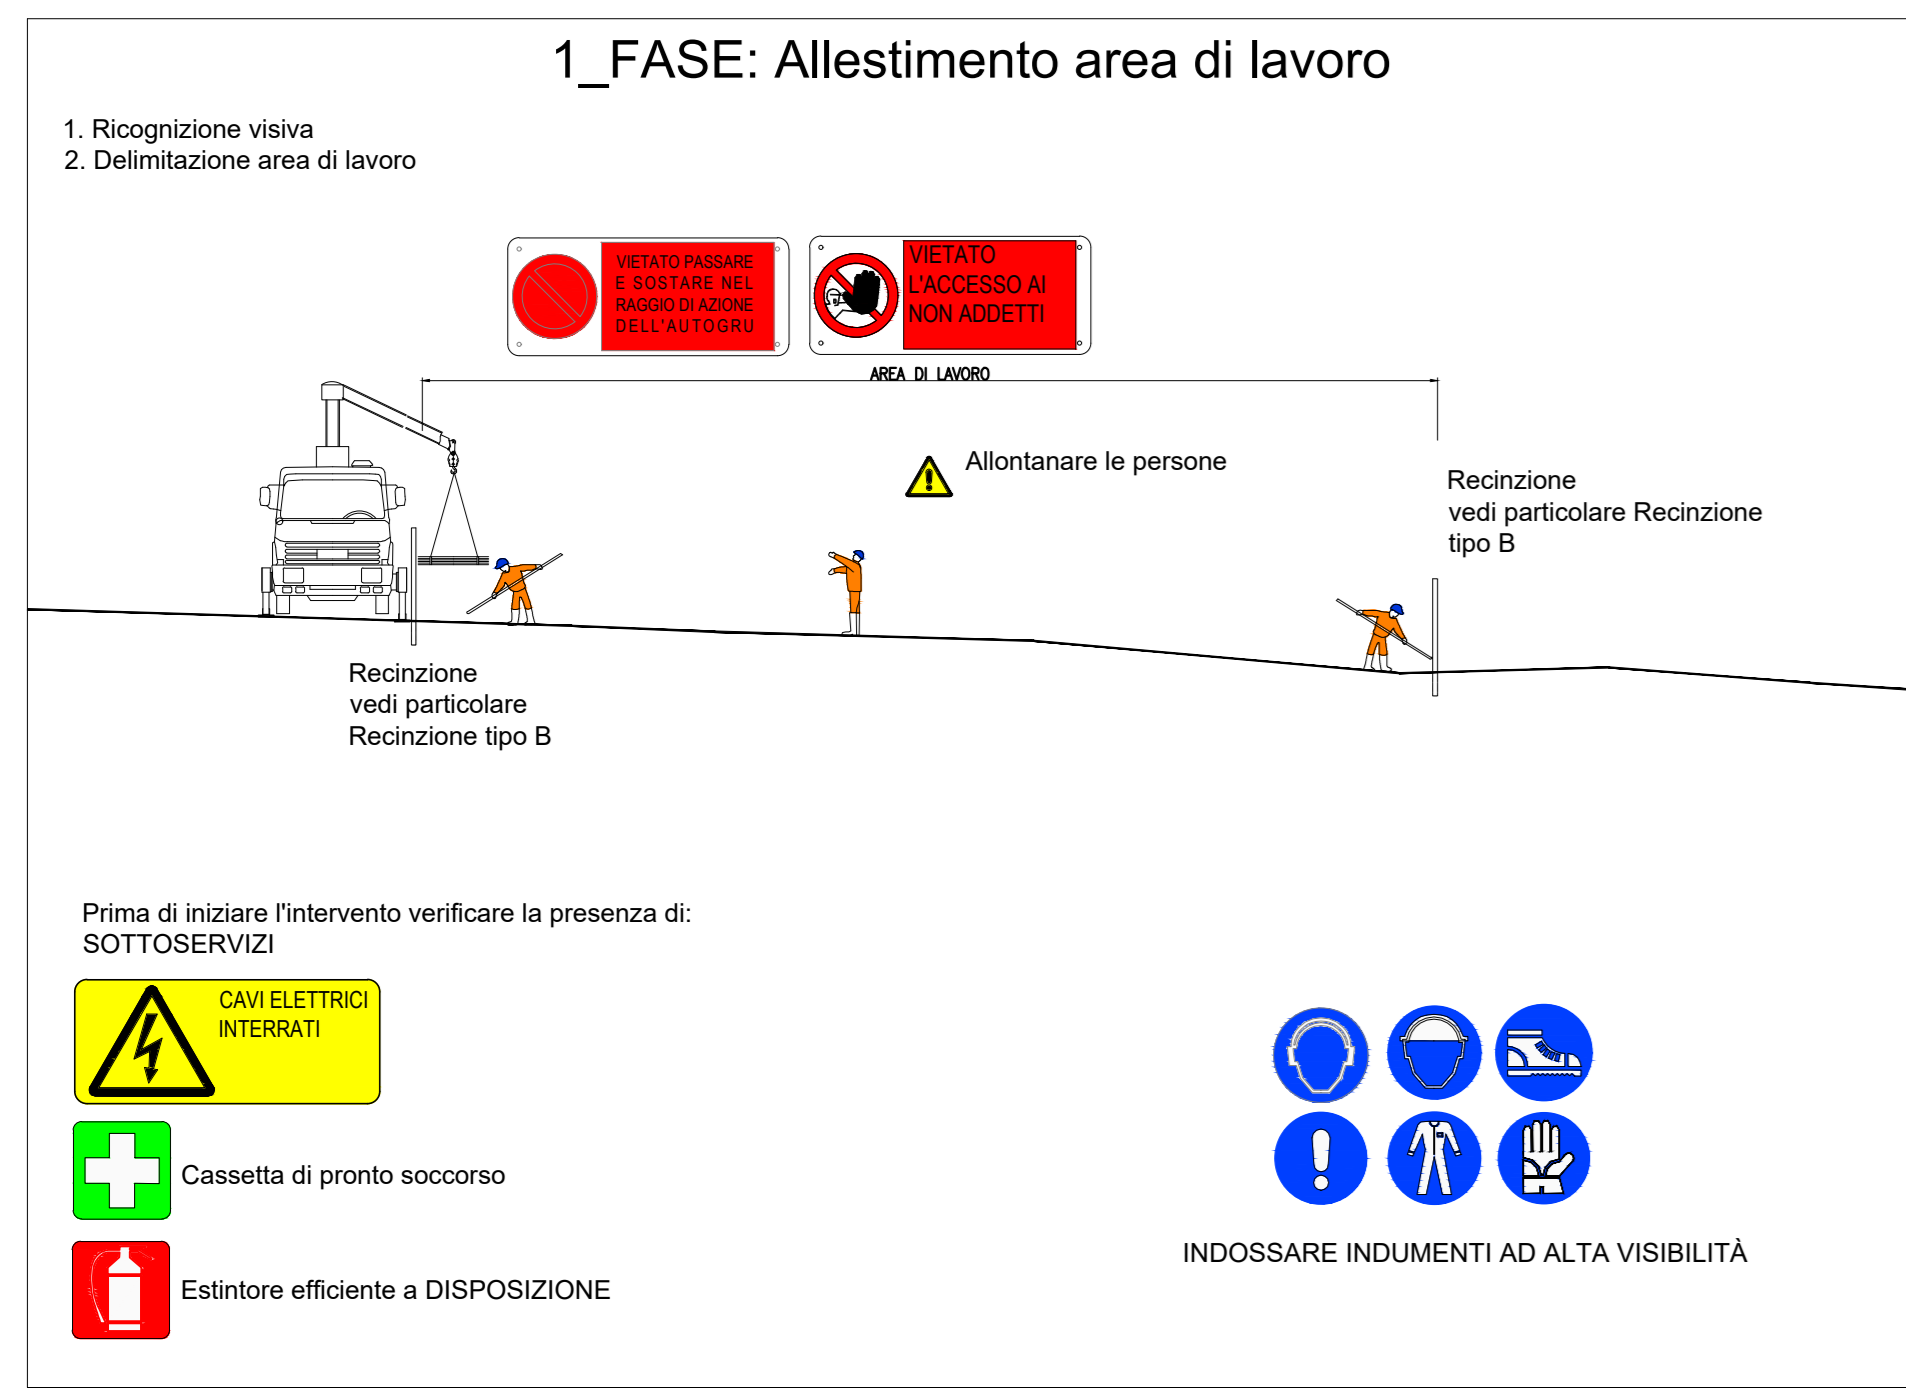 1_FASE: Allestimento area di lavoro
1. Ricognizione visiva
2. Delimitazione area di lavoro
VIETATO PASSARE
E SOSTARE NEL
RAGGIO DI AZIONE
DELL'AUTOGRU
VIETATO
L'ACCESSO AI
NON ADDETTI
AREA DI LAVORO
Allontanare le persone
Recinzione
vedi particolare Recinzione
tipo B
Recinzione
vedi particolare
Recinzione tipo B
Prima di iniziare l'intervento verificare la presenza di:
SOTTOSERVIZI
CAVI ELETTRICI
INTERRATI
Cassetta di pronto soccorso
Estintore efficiente a DISPOSIZIONE
INDOSSARE INDUMENTI AD ALTA VISIBILITÀ